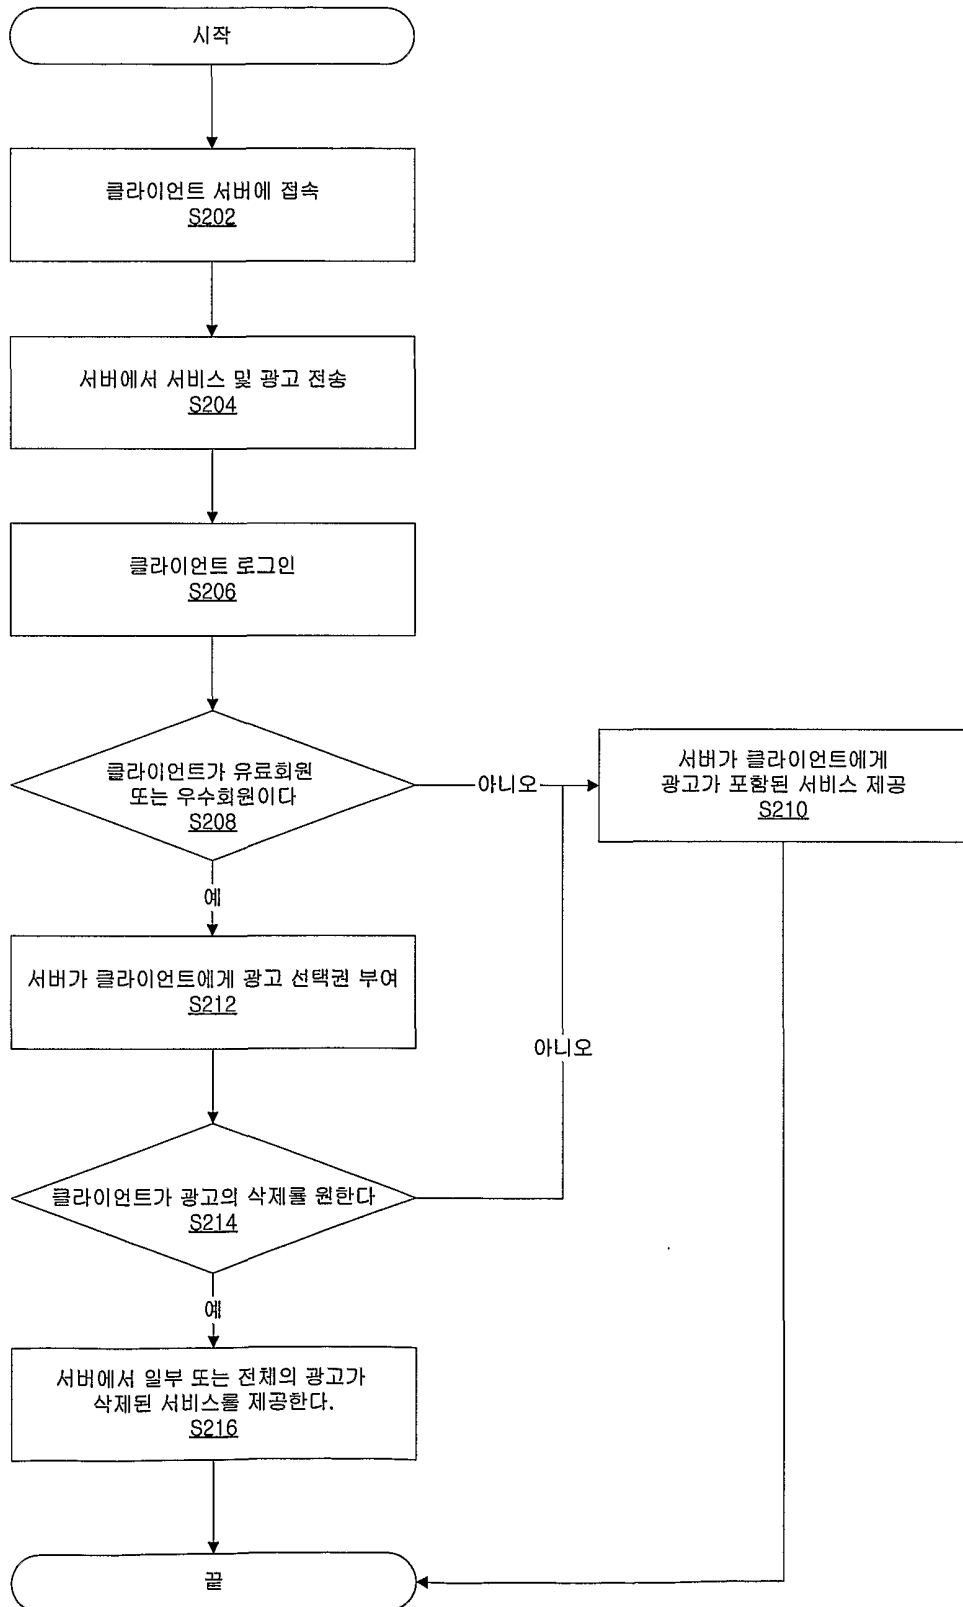 시작
클라이언트 서버에 접속
S202
서버에서 서비스 및 광고 전송
S204
클라이언트 로그인
S206
클라이언트가 유료회원
또는 우수회원이다
S208
아니오
서버가 클라이언트에게
광고가 포함된 서비스 제공
S210
예
서버가 클라이언트에게 광고 선택권 부여
S212
아니오
클라이언트가 광고의 삭제를 원한다
S214
예
서버에서 일부 또는 전체의 광고가
삭제된 서비스를 제공한다.
S216
끝